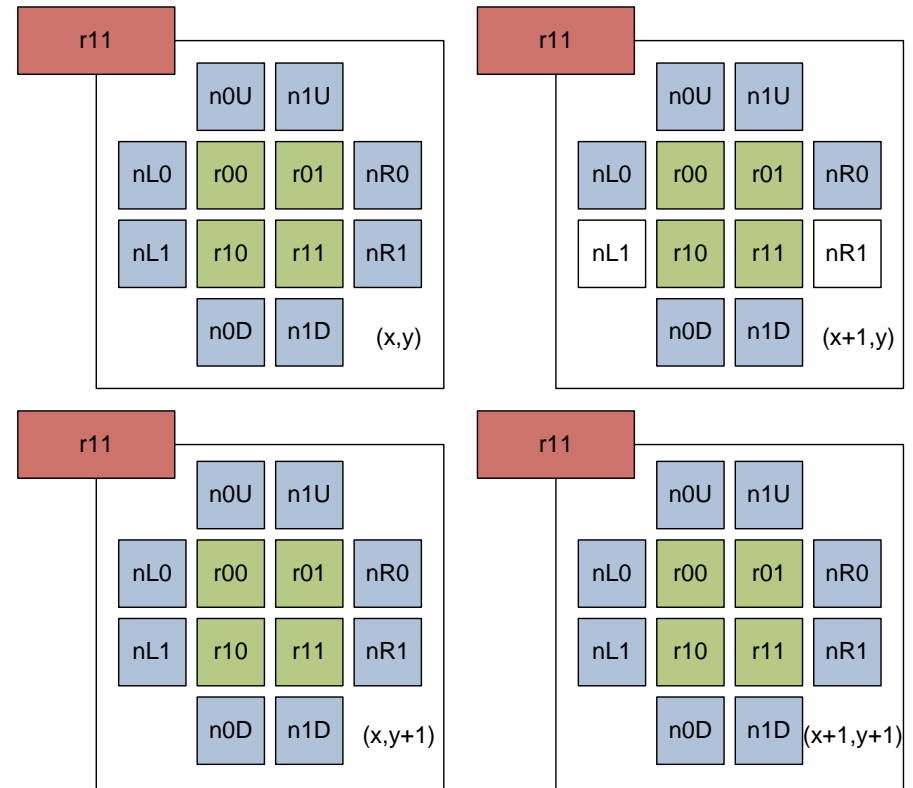 r11 r11
n0U n1U n0U n1U
nL0 r00 r01 nR0 nL0 r00 r01 nR0
nL1 r10 r11 nR1 nL1 r10 r11 nR1
n0D n1D (x,y) n0D n1D (x+1,y)
r11 r11
n0U n1U n0U n1U
nL0 r00 r01 nR0 nL0 r00 r01 nR0
nL1 r10 r11 nR1 nL1 r10 r11 nR1
n0D n1D (x,y+1) n0D n1D (x+1,y+1)